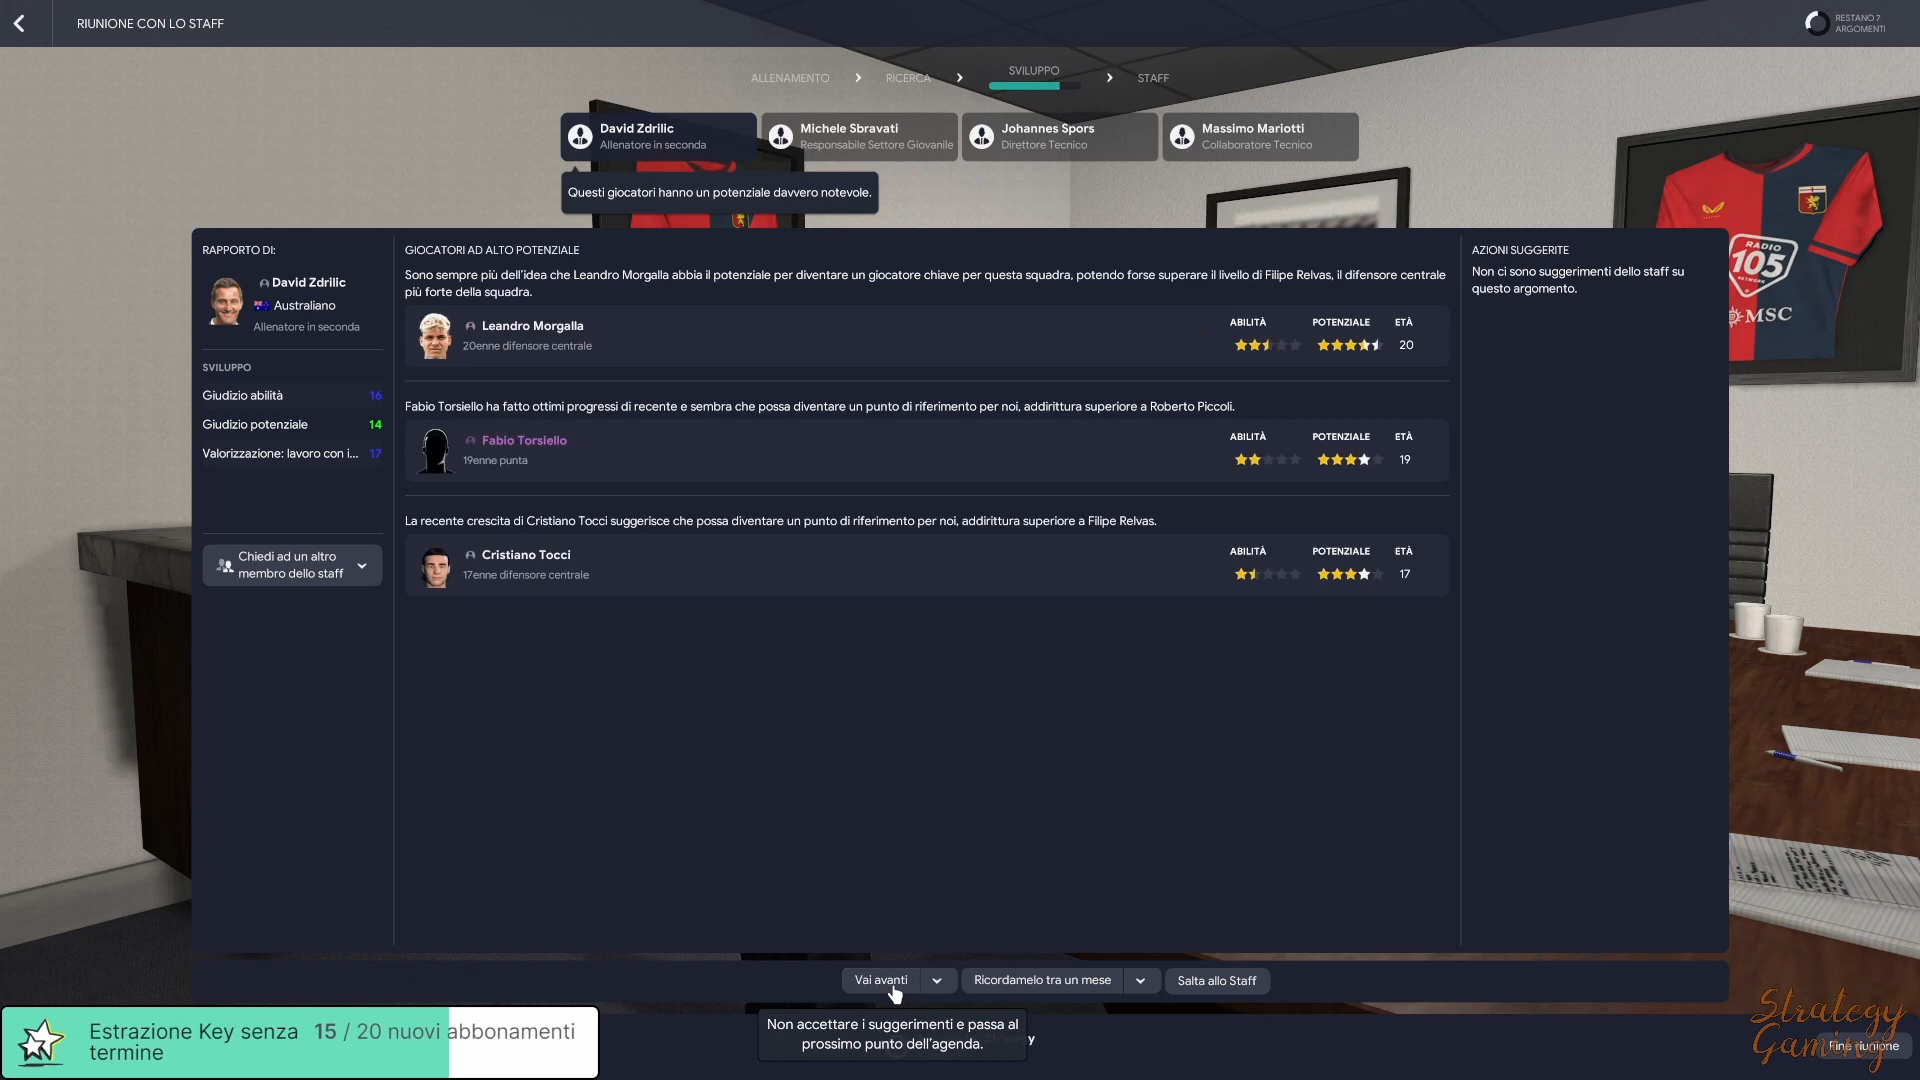 RIUNIONE CON LO STAFF
RESTANO 7
ARGOMENTI
ALLENAMENTO
RICERCA
SVILUPPO
STAFF
David Zdrilic
Allenatore in seconda
Michele Sbravati
Responsabile Settore Giovanile
Johannes Spors
Direttore Tecnico
Massimo Mariotti
Collaboratore Tecnico
Questi giocatori hanno un potenziale davvero notevole.
RAPPORTO DI:
David Zdrilic
Australiano
Allenatore in seconda
SVILUPPO
Giudizio abilità 16
Giudizio potenziale 14
Valorizzazione: lavoro con i... 17
Chiedi ad un altro
membro dello staff
GIOCATORI AD ALTO POTENZIALE
Sono sempre più dell'idea che Leandro Morgalla abbia il potenziale per diventare un giocatore chiave per questa squadra, potendo forse superare il livello di Filipe Relvas, il difensore centrale
più forte della squadra.
Leandro Morgalla
20enne difensore centrale
ABILITÀ POTENZIALE ETÀ
20
Fabio Torsiello ha fatto ottimi progressi di recente e sembra che possa diventare un punto di riferimento per noi, addirittura superiore a Roberto Piccoli.
Fabio Torsiello
19enne punta
ABILITÀ POTENZIALE ETÀ
19
La recente crescita di Cristiano Tocci suggerisce che possa diventare un punto di riferimento per noi, addirittura superiore a Filipe Relvas.
Cristiano Tocci
17enne difensore centrale
ABILITÀ POTENZIALE ETÀ
17
AZIONI SUGGERITE
Non ci sono suggerimenti dello staff su
questo argomento.
RADIO
105
NETWORK
MSC
Vai avanti
Ricordamelo tra un mese
Salta allo Staff
Non accettare i suggerimenti e passa al
prossimo punto dell'agenda.
Estrazione Key senza
termine
15 / 20 nuovi abbonamenti
Strategy
Gaming
Fine riunione